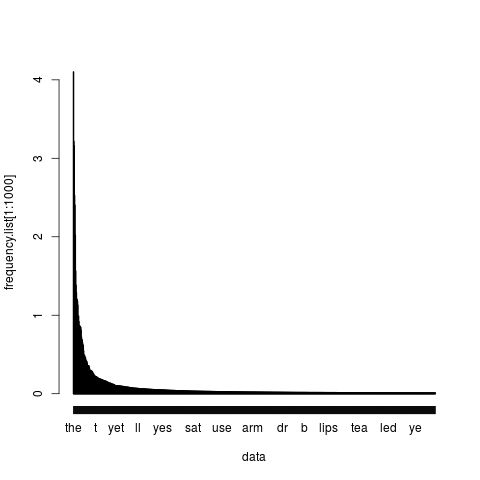 4
3
2
1
0
frequency.list[1:1000]
the t yet ll yes sat use arm dr b lips tea led ye
data